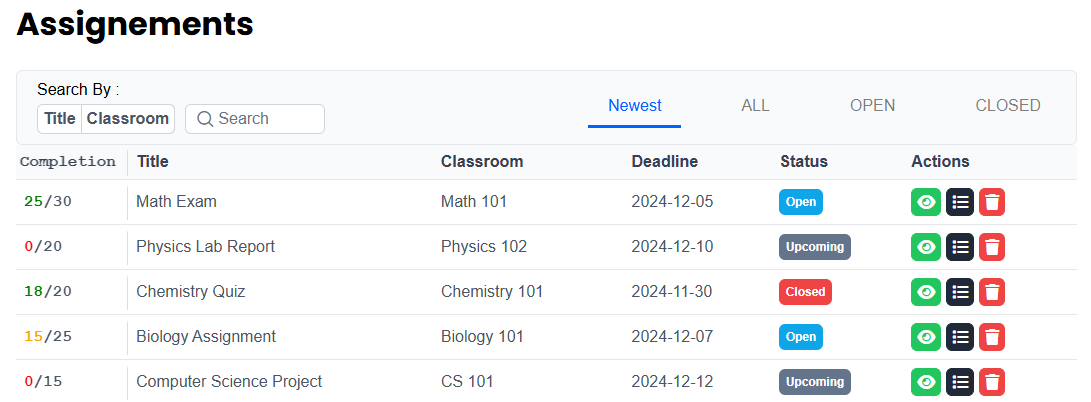 Assignements
Search By :
Title Classroom Search Newest ALL OPEN CLOSED
Completion Title Classroom Deadline Status Actions
25/30 Math Exam Math 101 2024-12-05 Open
0/20 Physics Lab Report Physics 102 2024-12-10 Upcoming
18/20 Chemistry Quiz Chemistry 101 2024-11-30 Closed
15/25 Biology Assignment Biology 101 2024-12-07 Open
0/15 Computer Science Project CS 101 2024-12-12 Upcoming